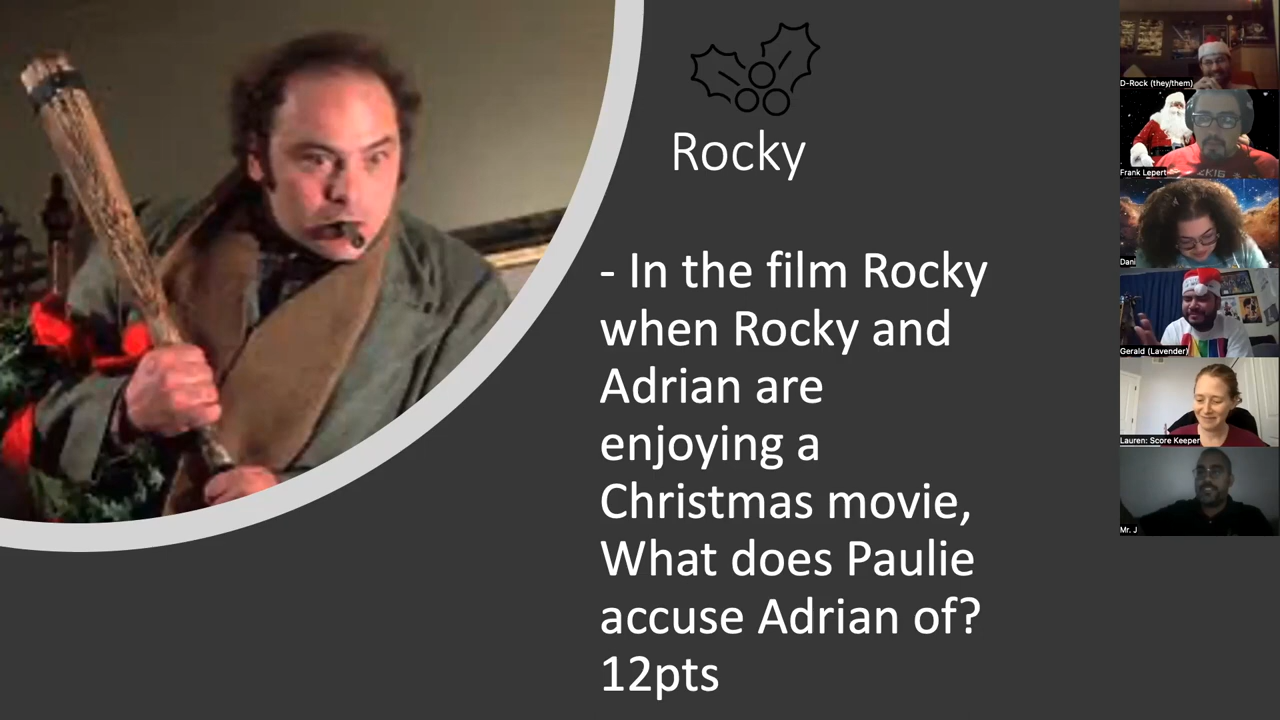 Rocky
- In the film Rocky
when Rocky and
Adrian are
enjoying a
Christmas movie,
What does Paulie
accuse Adrian of?
12pts
D-Rock (they/them)
Frank Lepert
Dani
Gerald (Lavender)
Lauren: Score Keeper
Mr. J